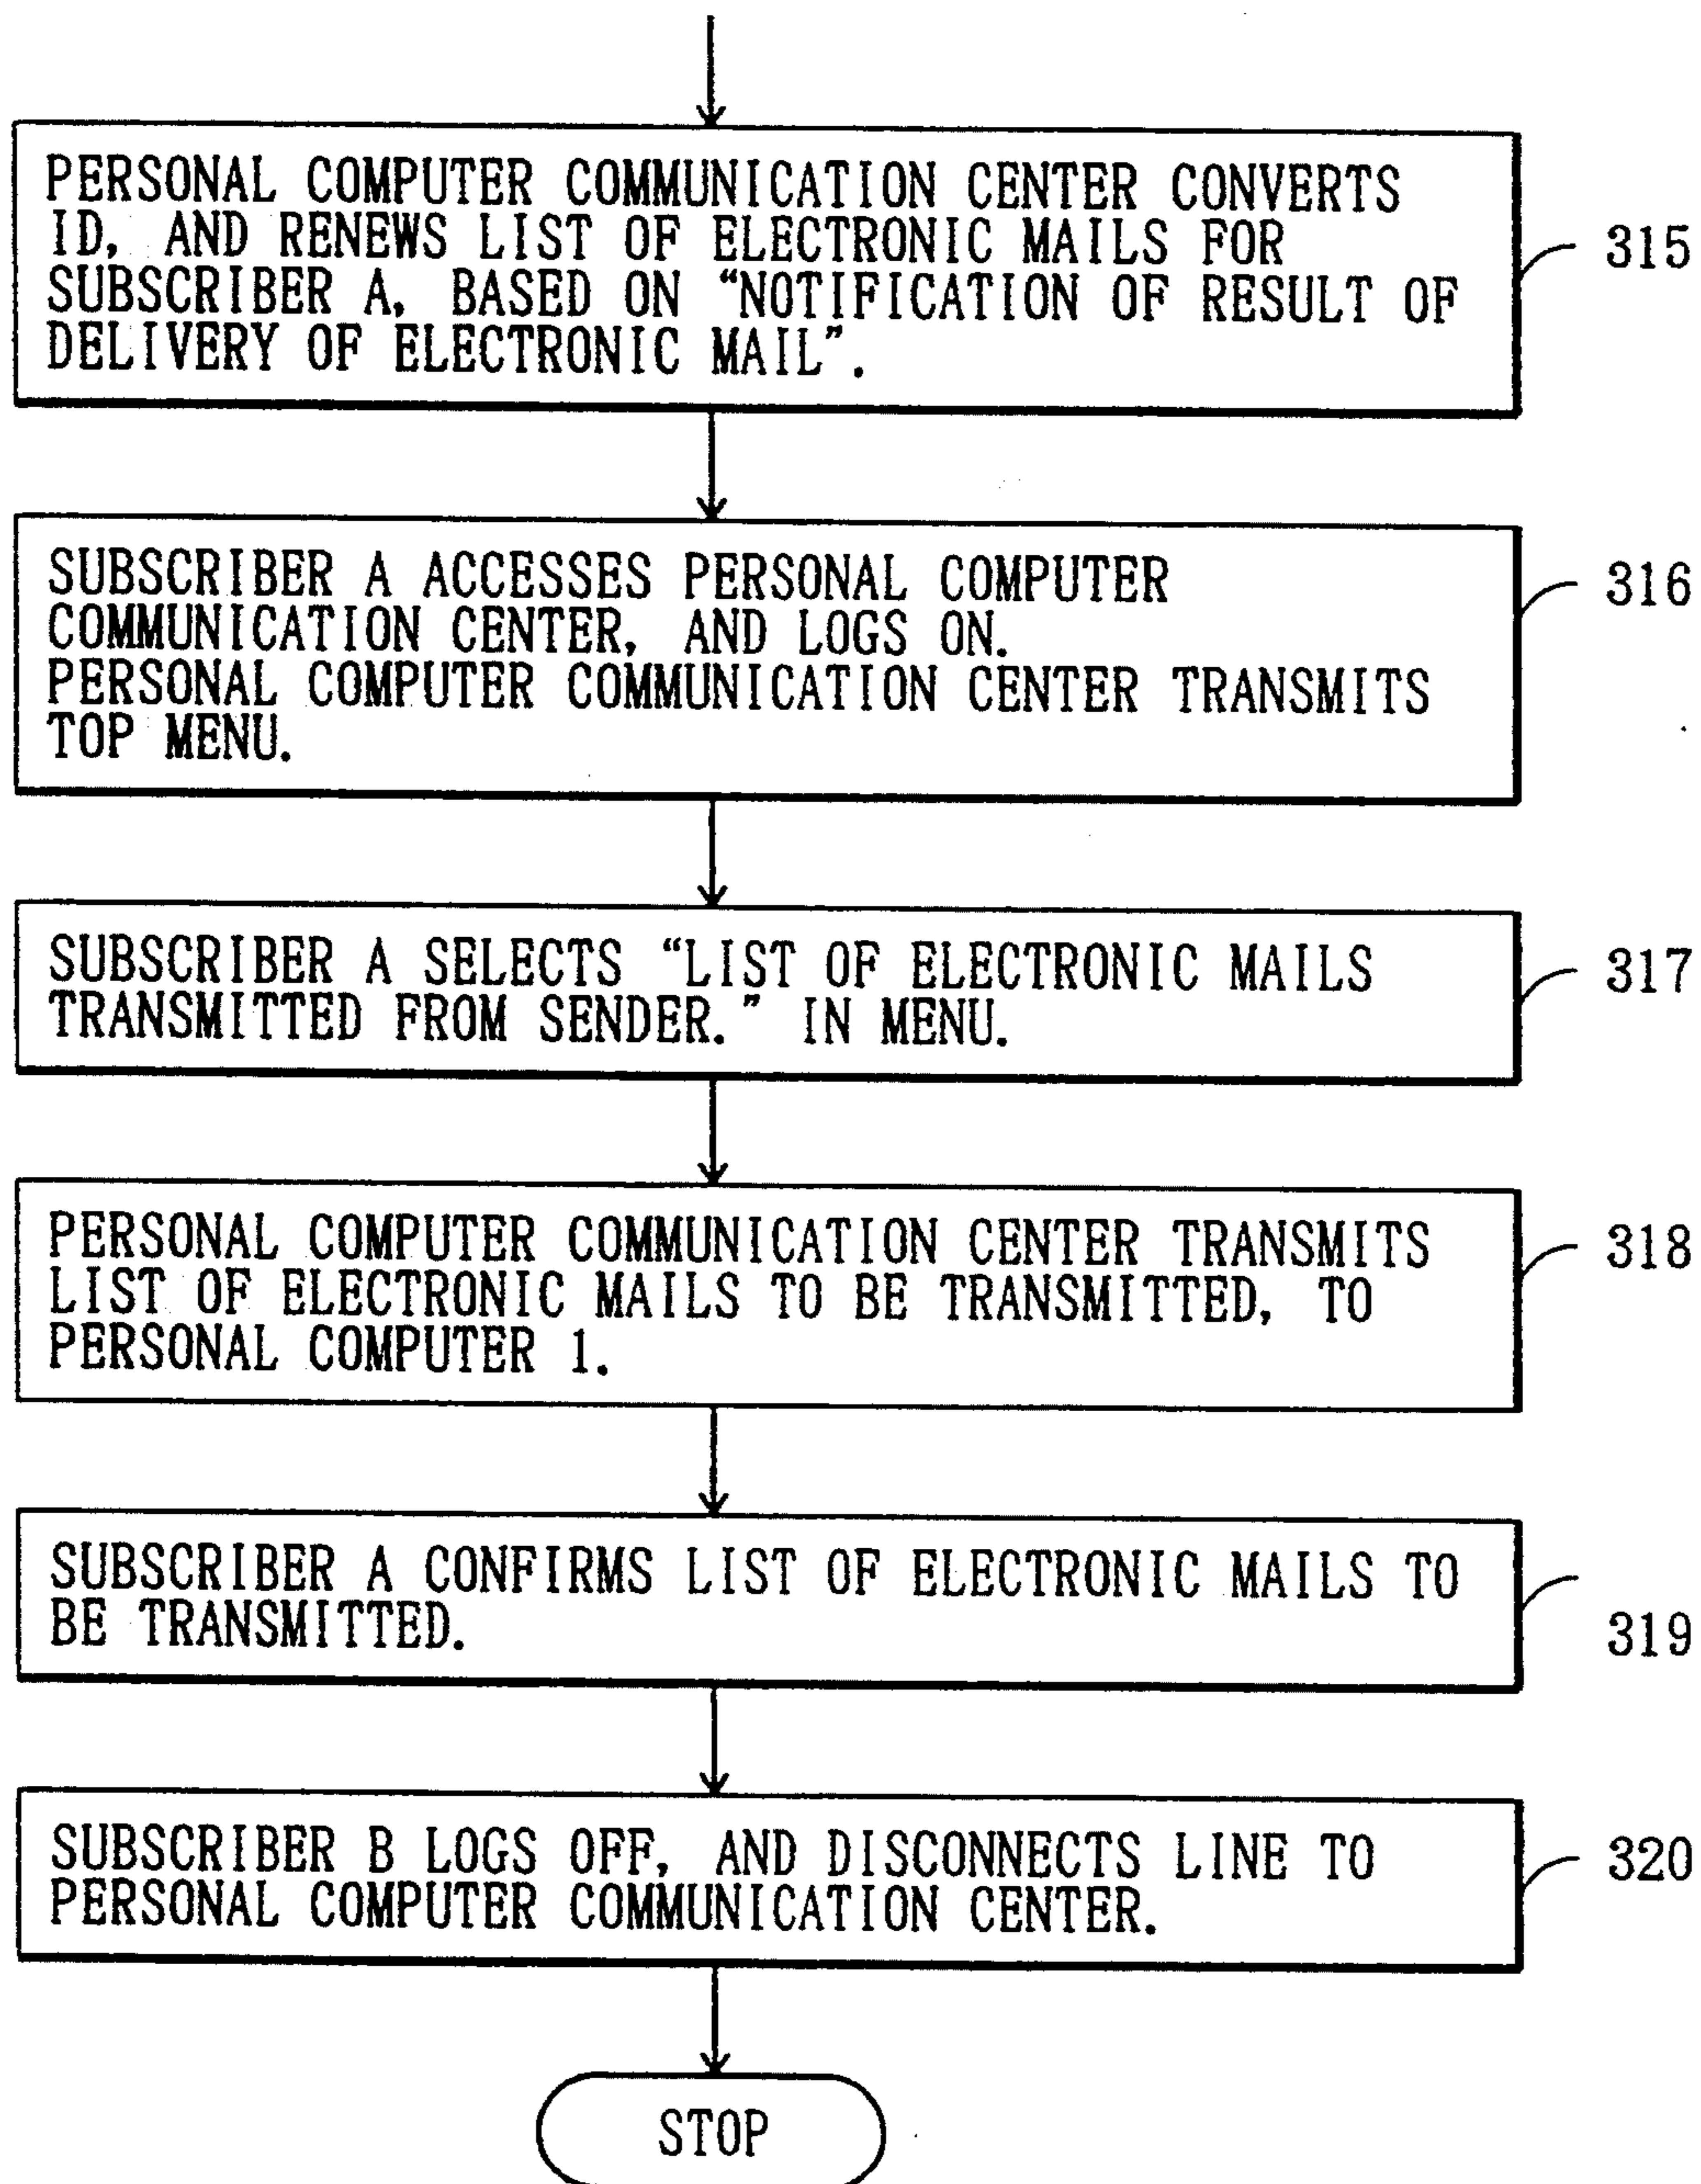 PERSONAL COMPUTER COMMUNICATION CENTER CONVERTS
ID, AND RENEWS LIST OF ELECTRONIC MAILS FOR
SUBSCRIBER A, BASED ON “NOTIFICATION OF RESULT OF
DELIVERY OF ELECTRONIC MAIL”.
315
SUBSCRIBER A ACCESSES PERSONAL COMPUTER
COMMUNICATION CENTER, AND LOGS ON.
PERSONAL COMPUTER COMMUNICATION CENTER TRANSMITS
TOP MENU.
316
SUBSCRIBER A SELECTS “LIST OF ELECTRONIC MAILS
TRANSMITTED FROM SENDER.” IN MENU.
317
PERSONAL COMPUTER COMMUNICATION CENTER TRANSMITS
LIST OF ELECTRONIC MAILS TO BE TRANSMITTED, TO
PERSONAL COMPUTER 1.
318
SUBSCRIBER A CONFIRMS LIST OF ELECTRONIC MAILS TO
BE TRANSMITTED.
319
SUBSCRIBER B LOGS OFF, AND DISCONNECTS LINE TO
PERSONAL COMPUTER COMMUNICATION CENTER.
320
STOP